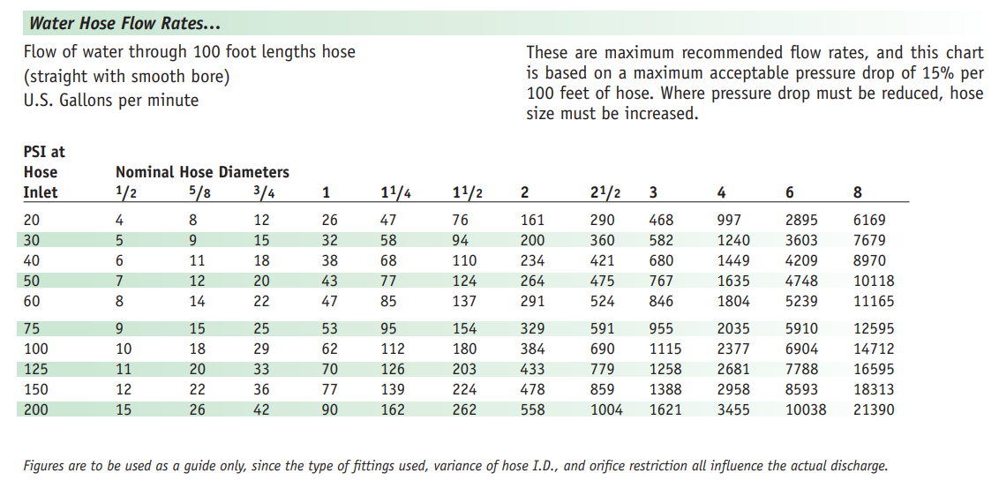 Water Hose Flow Rates...
Flow of water through 100 foot lengths hose
(straight with smooth bore)
U.S. Gallons per minute
These are maximum recommended flow rates, and this chart
is based on a maximum acceptable pressure drop of 15% per
100 feet of hose. Where pressure drop must be reduced, hose
size must be increased.
PSI at
Hose Nominal Hose Diameters
Inlet 1/2 5/8 3/4 1 1 1/4 1 1/2 2 2 1/2 3 4 6 8
20 4 8 12 26 47 76 161 290 468 997 2895 6169
30 5 9 15 32 58 94 200 360 582 1240 3603 7679
40 6 11 18 38 68 110 234 421 680 1449 4209 8970
50 7 12 20 43 77 124 264 475 767 1635 4748 10118
60 8 14 22 47 85 137 291 524 846 1804 5239 11165
75 9 15 25 53 95 154 329 591 955 2035 5910 12595
100 10 18 29 62 112 180 384 690 1115 2377 6904 14712
125 11 20 33 70 126 203 433 779 1258 2681 7788 16595
150 12 22 36 77 139 224 478 859 1388 2958 8593 18313
200 15 26 42 90 162 262 558 1004 1621 3455 10038 21390
Figures are to be used as a guide only, since the type of fittings used, variance of hose I.D., and orifice restriction all influence the actual discharge.